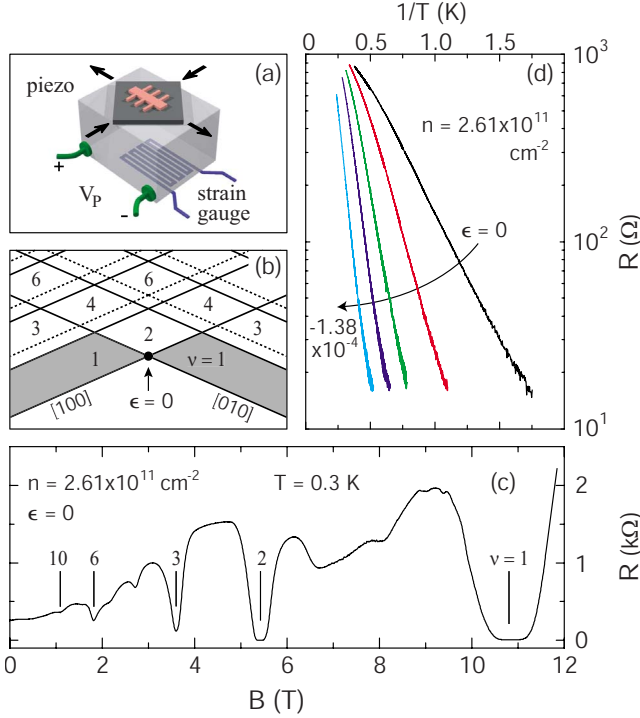 (a)
piezo
+
V_P
-
strain
gauge
(b)
6 6
3 4 4 3
2
1 ν = 1
[100] ϵ = 0 [010]
1/T (K)
0 0.5 1 1.5
(d)
10³
n = 2.61x10¹¹
cm⁻²
ϵ = 0
10²
R (Ω)
-1.38
x10⁻⁴
10¹
n = 2.61x10¹¹ cm⁻² T = 0.3 K (c)
ϵ = 0
10 6 3 2 ν = 1
2
1
0
R (kΩ)
0 2 4 6 8 10 12
B (T)